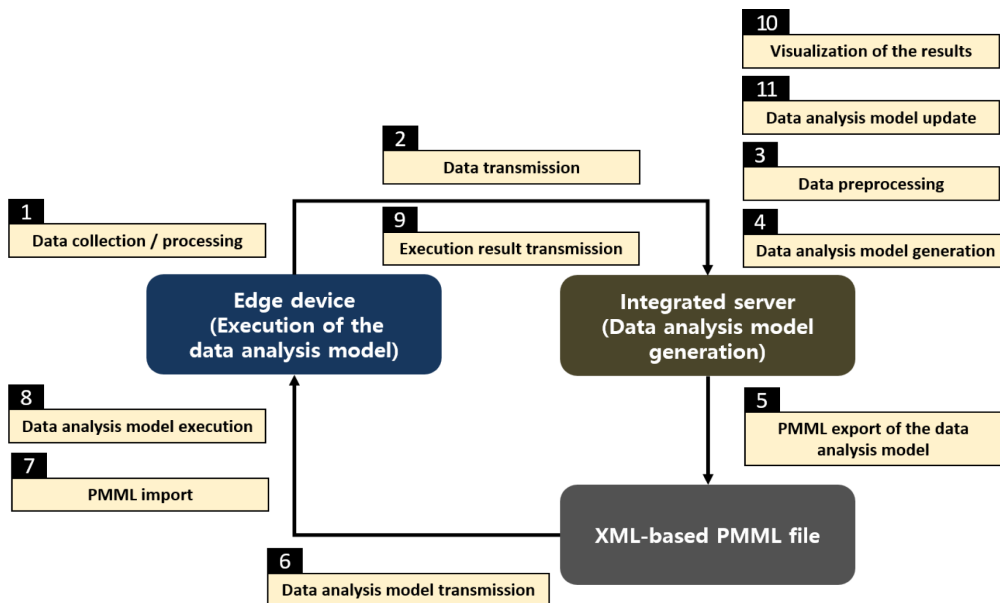 10
Visualization of the results
11
Data analysis model update
2
Data transmission
3
Data preprocessing
1
Data collection / processing
9
Execution result transmission
4
Data analysis model generation
Edge device
(Execution of the
data analysis model)
Integrated server
(Data analysis model
generation)
8
Data analysis model execution
5
PMML export of the data
analysis model
7
PMML import
XML-based PMML file
6
Data analysis model transmission